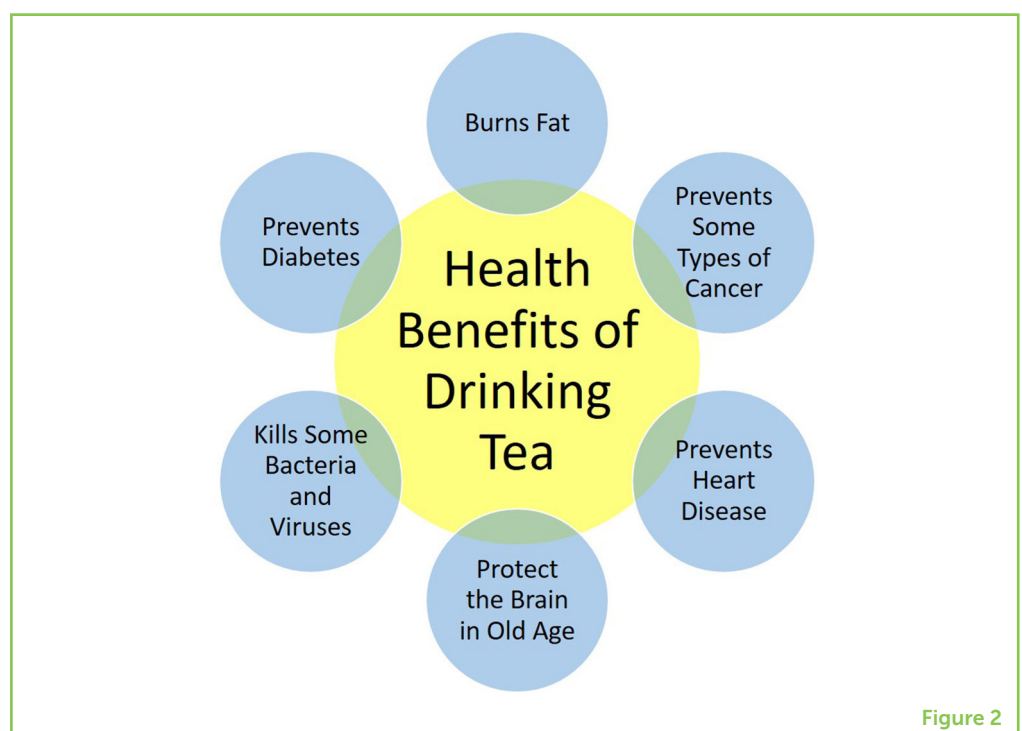 Burns Fat
Prevents
Some
Types of
Cancer
Prevents
Heart
Disease
Protect
the Brain
in Old Age
Kills Some
Bacteria
and
Viruses
Prevents
Diabetes
Health
Benefits of
Drinking
Tea
Figure 2